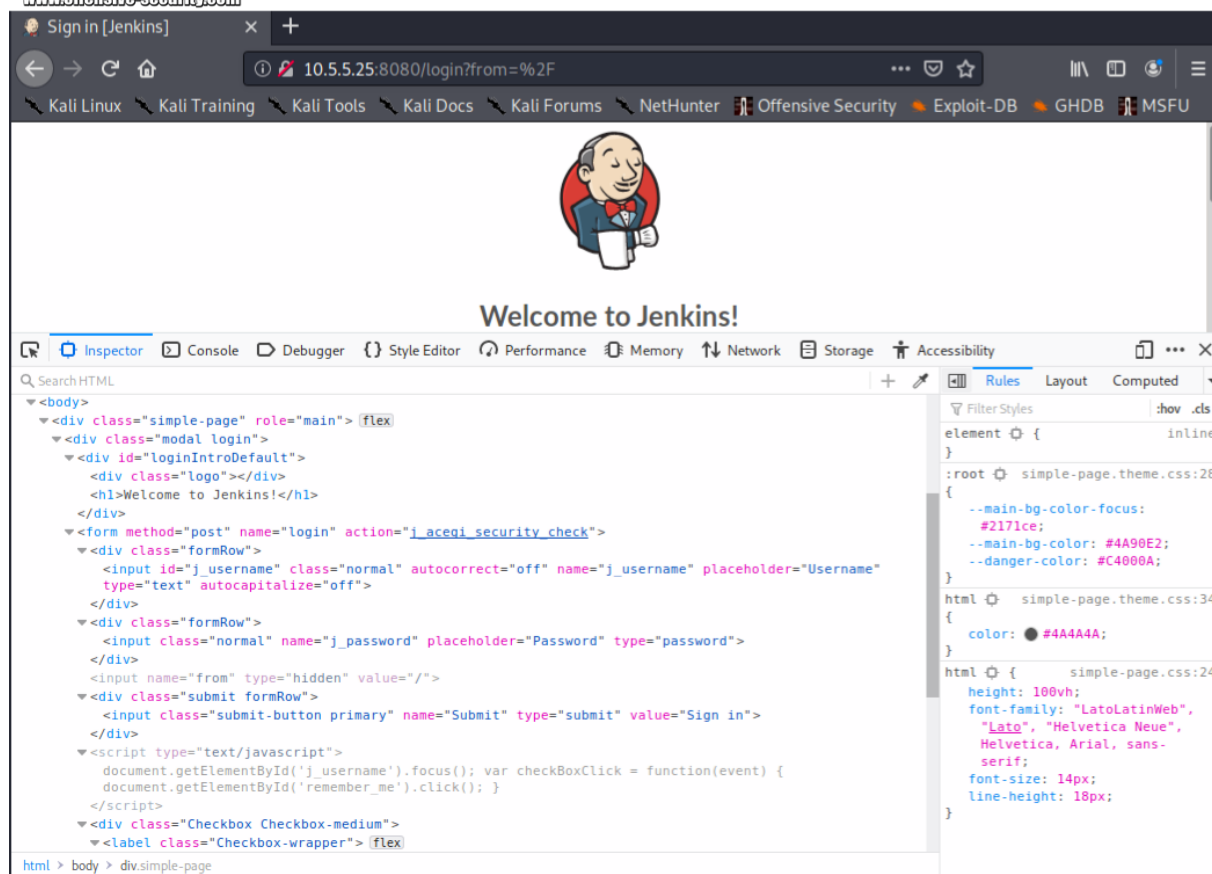 www.offensive-security.com
Sign in [Jenkins] × +
10.5.5.25:8080/login?from=%2F
Kali Linux Kali Training Kali Tools Kali Docs Kali Forums NetHunter Offensive Security Exploit-DB GHDB MSFU
Welcome to Jenkins!
Inspector Console Debugger {} Style Editor Performance Memory Network Storage Accessibility
Search HTML + Rules Layout Computed
<body>
<div class="simple-page" role="main"> flex
<div class="modal login">
<div id="loginIntroDefault">
<div class="logo"></div>
<h1>Welcome to Jenkins!</h1>
</div>
<form method="post" name="login" action="j_acegi_security_check">
<div class="formRow">
<input id="j_username" class="normal" autocorrect="off" name="j_username" placeholder="Username"
type="text" autocapitalize="off">
</div>
<div class="formRow">
<input class="normal" name="j_password" placeholder="Password" type="password">
</div>
<input name="from" type="hidden" value="/">
<div class="submit formRow">
<input class="submit-button primary" name="Submit" type="submit" value="Sign in">
</div>
<script type="text/javascript">
document.getElementById('j_username').focus(); var checkBoxClick = function(event) {
document.getElementById('remember_me').click(); }
</script>
<div class="Checkbox Checkbox-medium">
<label class="Checkbox-wrapper"> flex
html > body > div.simple-page
Filter Styles :hov .cls
element { inline
}
:root simple-page.theme.css:28
{
--main-bg-color-focus:
#2171ce;
--main-bg-color: #4A90E2;
--danger-color: #C4000A;
}
html simple-page.theme.css:34
{
color: #4A4A4A;
}
html { simple-page.css:24
height: 100vh;
font-family: "LatoLatinWeb",
"Lato", "Helvetica Neue",
Helvetica, Arial, sans-
serif;
font-size: 14px;
line-height: 18px;
}